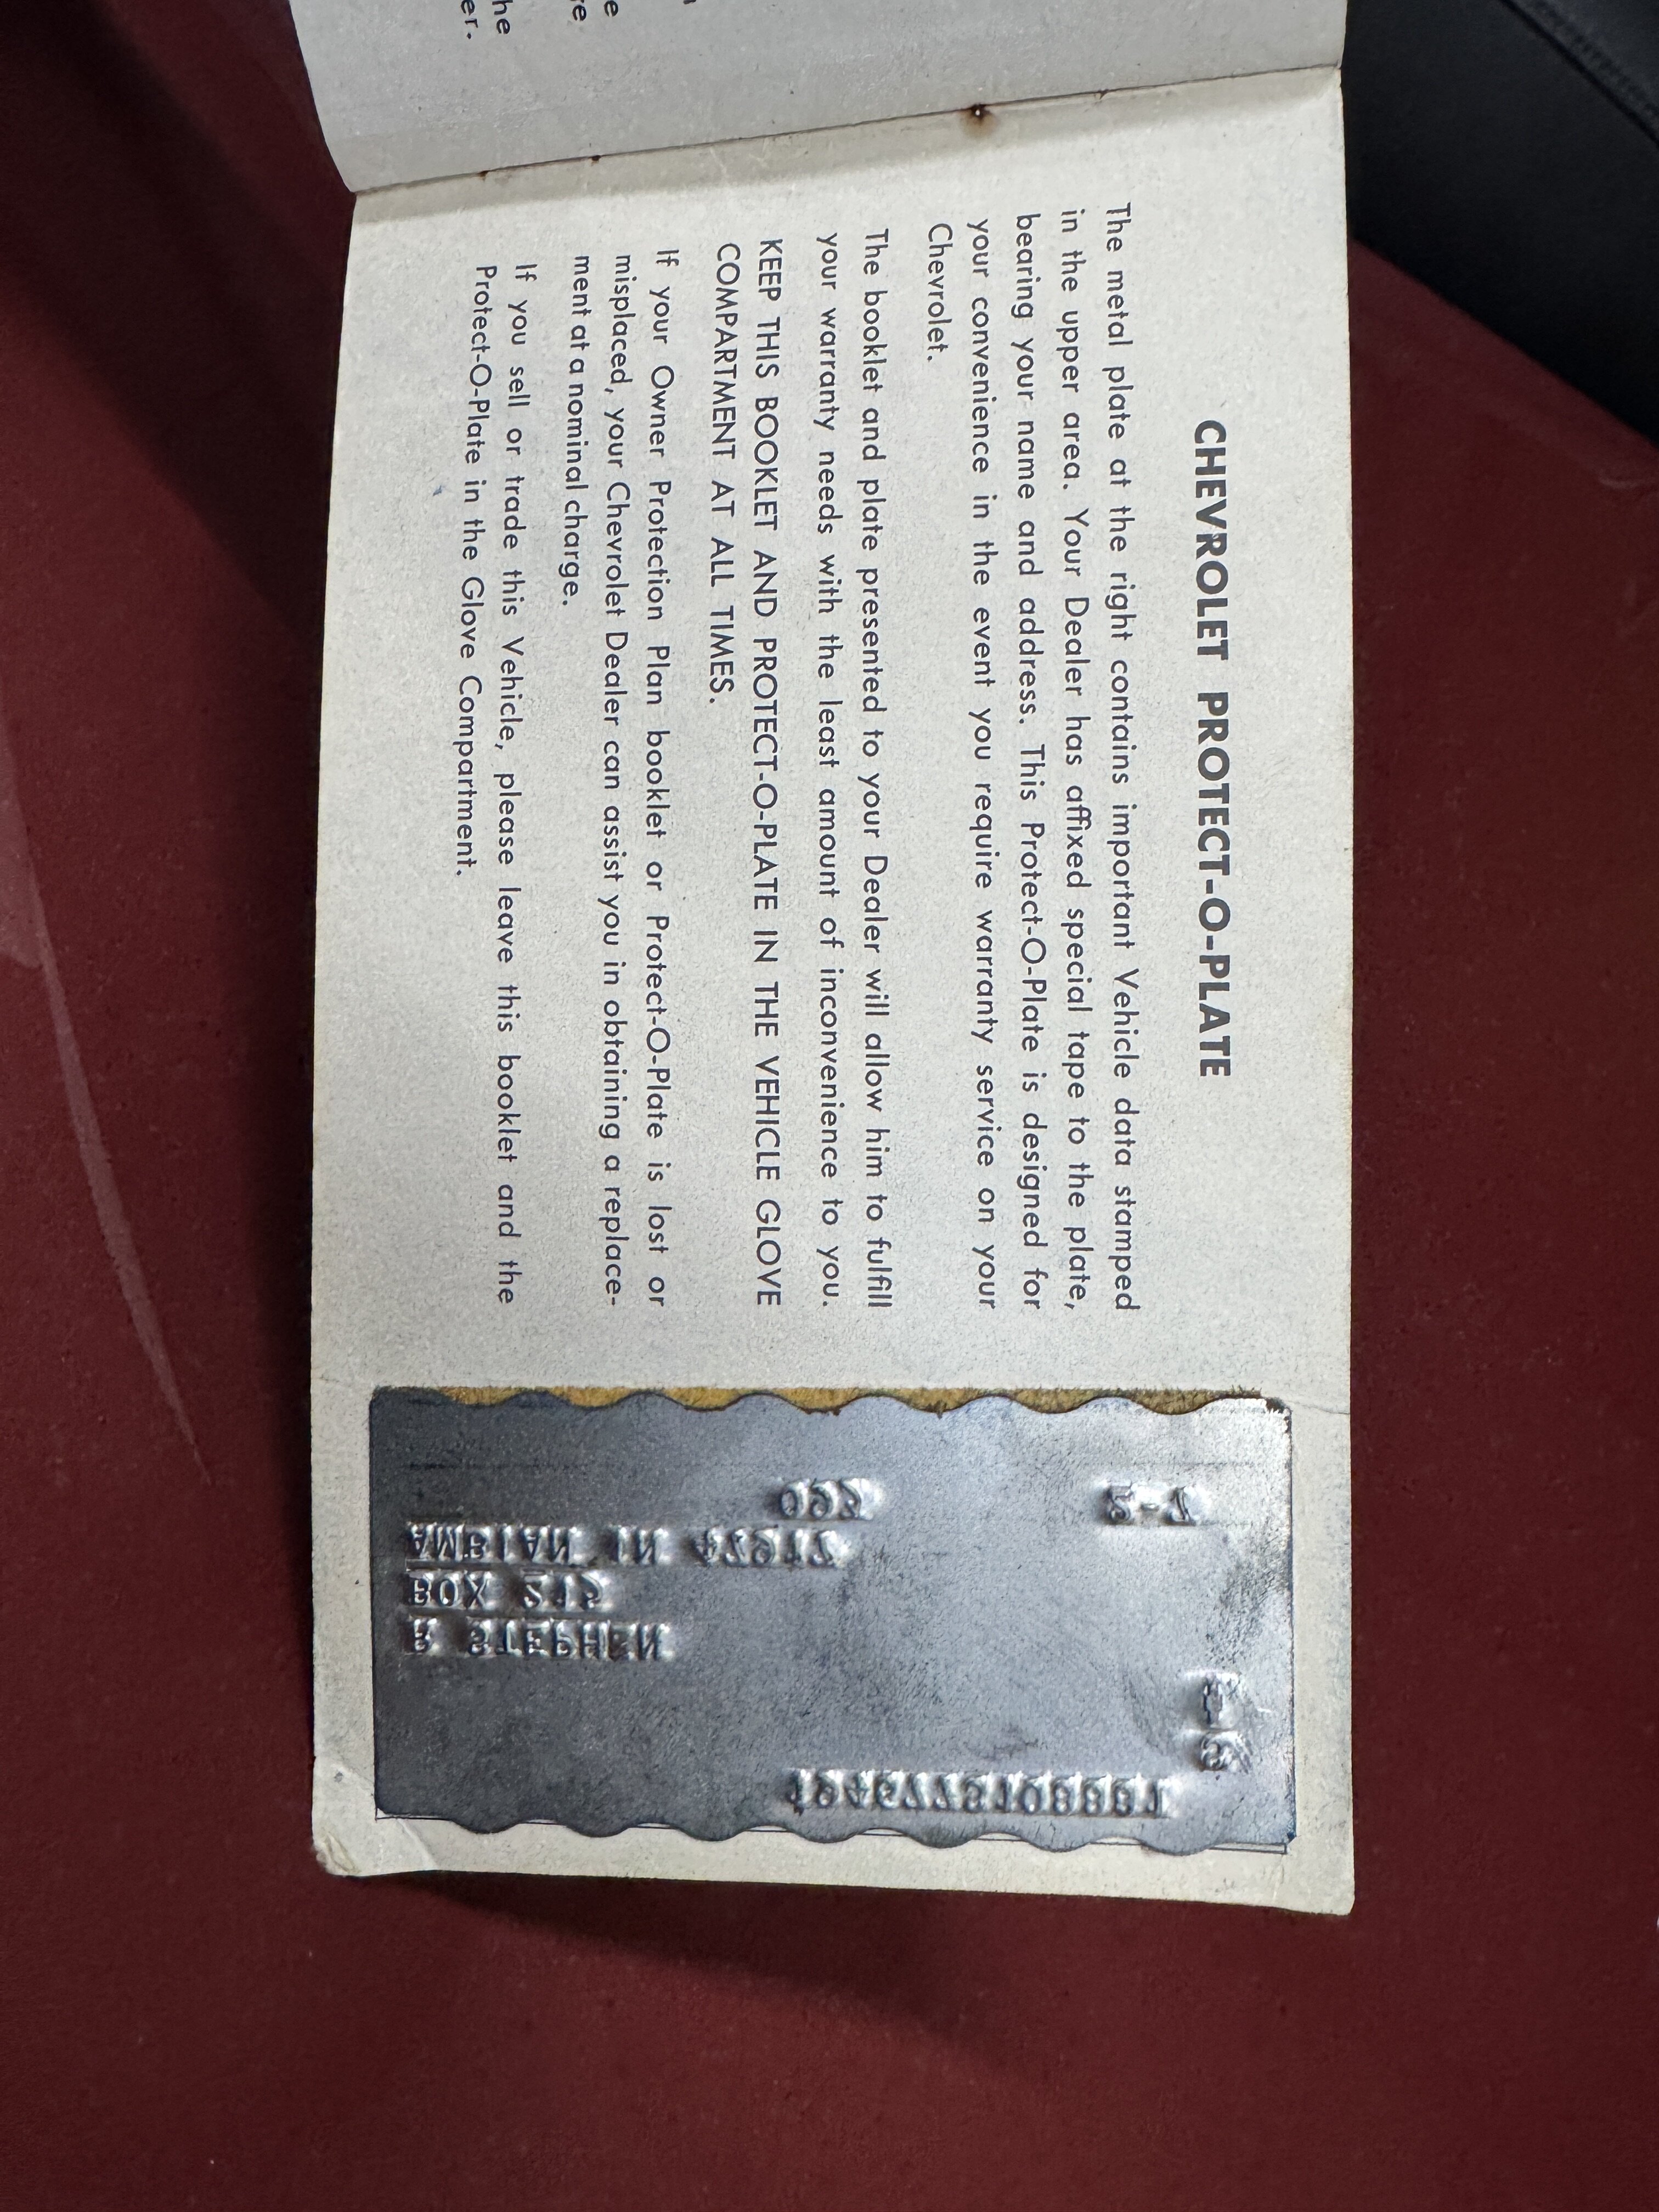 CHEVROLET PROTECT-O-PLATE
The metal plate at the right contains important Vehicle data stamped
in the upper area. Your Dealer has affixed special tape to the plate,
bearing your name and address. This Protect-O-Plate is designed for
your convenience in the event you require warranty service on your
Chevrolet.
The booklet and plate presented to your Dealer will allow him to fulfill
your warranty needs with the least amount of inconvenience to you.
KEEP THIS BOOKLET AND PROTECT-O-PLATE IN THE VEHICLE GLOVE
COMPARTMENT AT ALL TIMES.
If your Owner Protection Plan booklet or Protect-O-Plate is lost or
misplaced, your Chevrolet Dealer can assist you in obtaining a replace-
ment at a nominal charge.
If you sell or trade this Vehicle, please leave this booklet and the
Protect-O-Plate in the Glove Compartment.